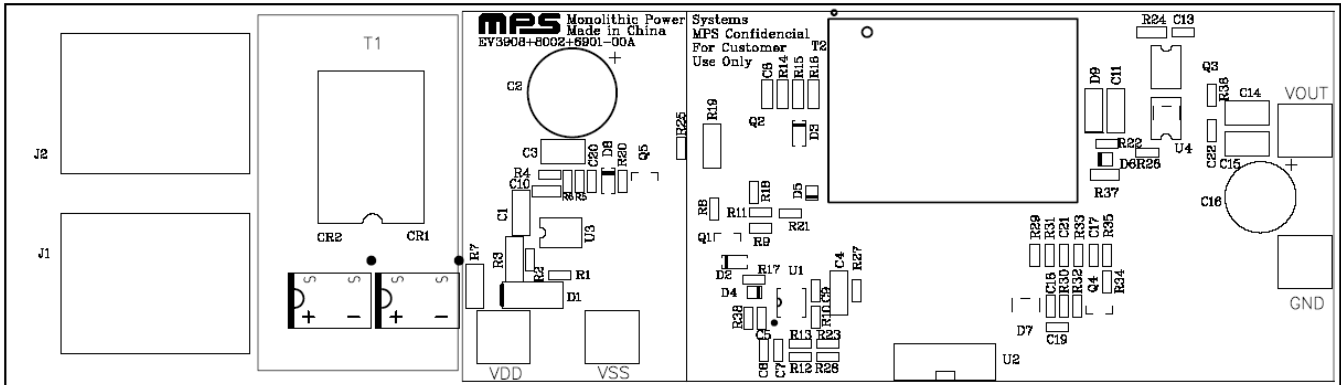 MPS Monolithic Power Systems
Made in China MPS Confidencial
EV3908+8002+6901-00A For Customer
Use Only
T1
T2
R24 C13
C2
C6 R14 R15 R16
D9 C11
Q3
R38
C14
VOUT
J2
R25
R19
Q2
D3
C3
R4
C10
R6 R5 C20 D8 R20 Q5
R22
D6 R26
U4
C22
C15
R37
C16
CR2 CR1
C1
U3
R8
R18
D5
R11
R21
R9
Q1
J1
R7
R3
R2
R1
D1
D2
R17
D4
U1
C4
R27
C9
R10
R38
C5
R29 R31 C21 R33 C17 R35
C18 R30 R32 Q4 R34
D7
C19
GND
S S S S
+ - + -
VDD
VSS
C8 C7
R13 R23
R12 R28
U2
+
+